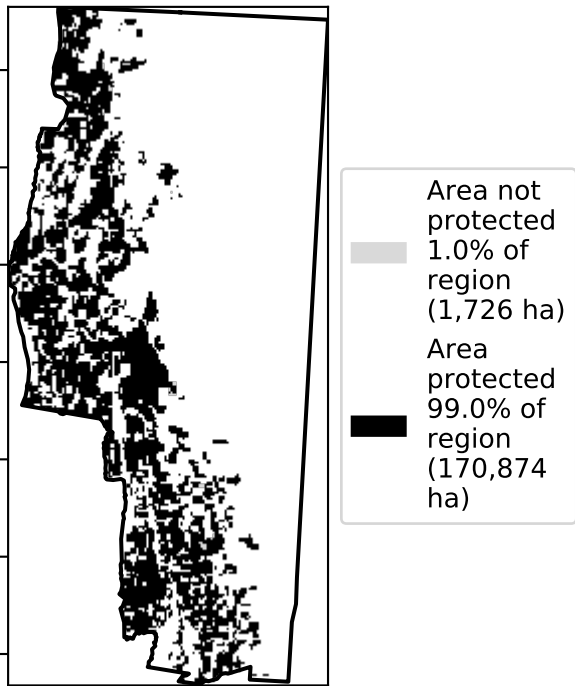 Area not
protected
1.0% of
region
(1,726 ha)
Area
protected
99.0% of
region
(170,874
ha)